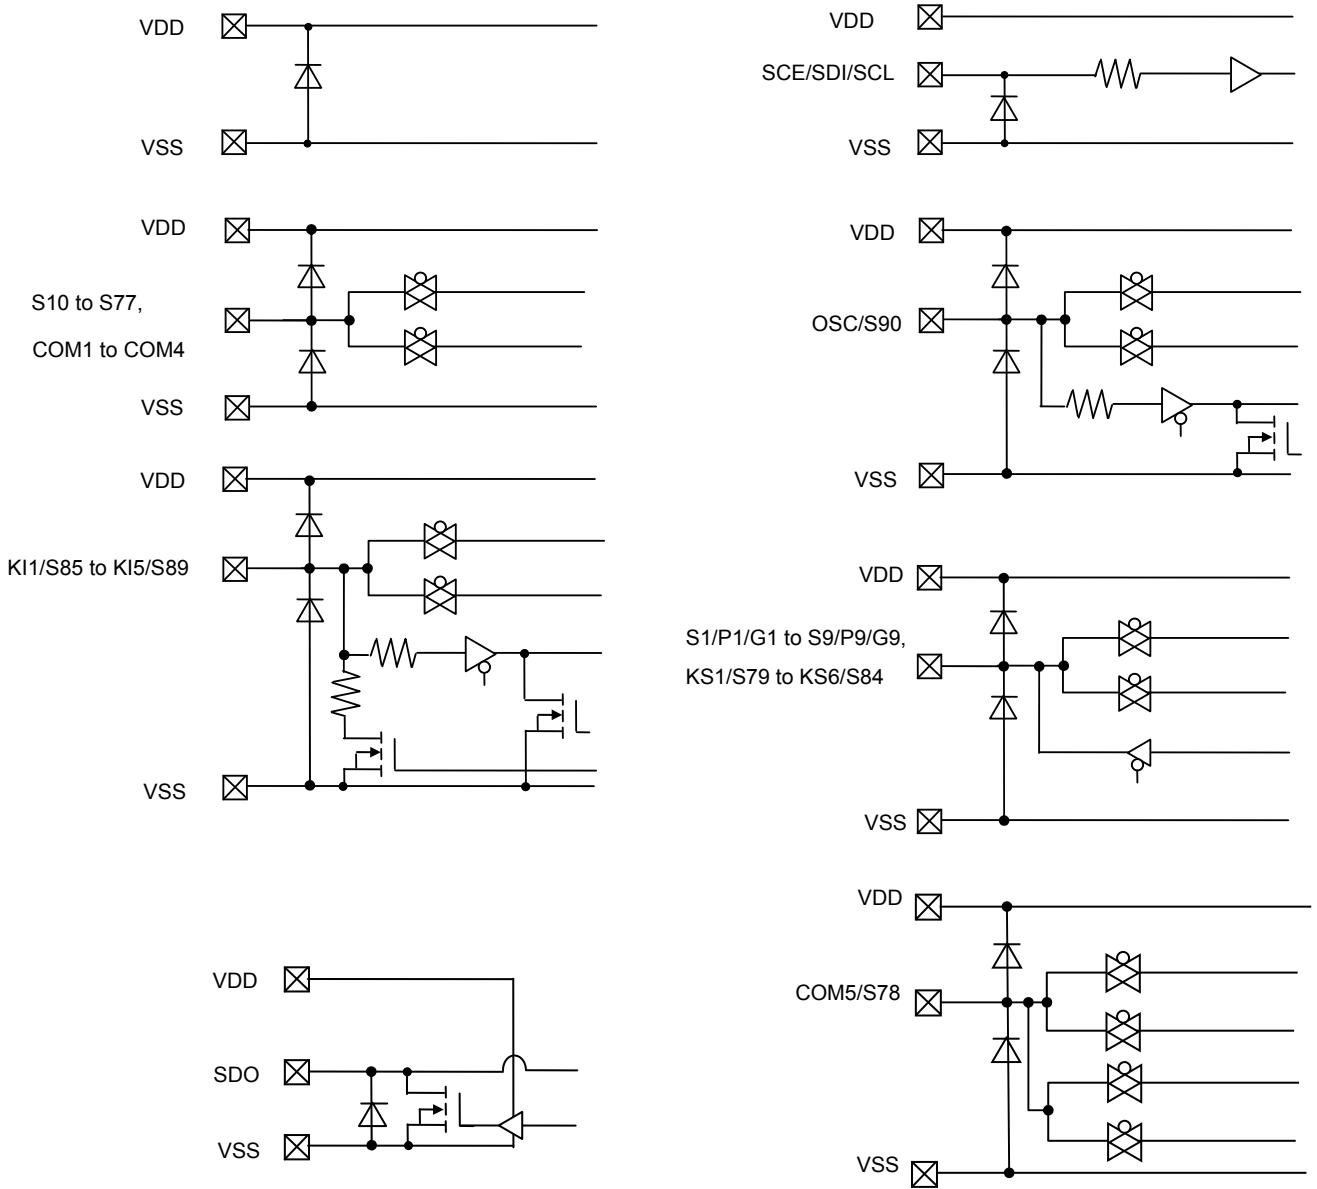 VDD
VSS
VDD
S10 to S77,
COM1 to COM4
VSS
VDD
KI1/S85 to KI5/S89
VSS
VDD
SDO
VSS
VDD
SCE/SDI/SCL
VSS
VDD
OSC/S90
VSS
VDD
S1/P1/G1 to S9/P9/G9,
KS1/S79 to KS6/S84
VSS
VDD
COM5/S78
VSS